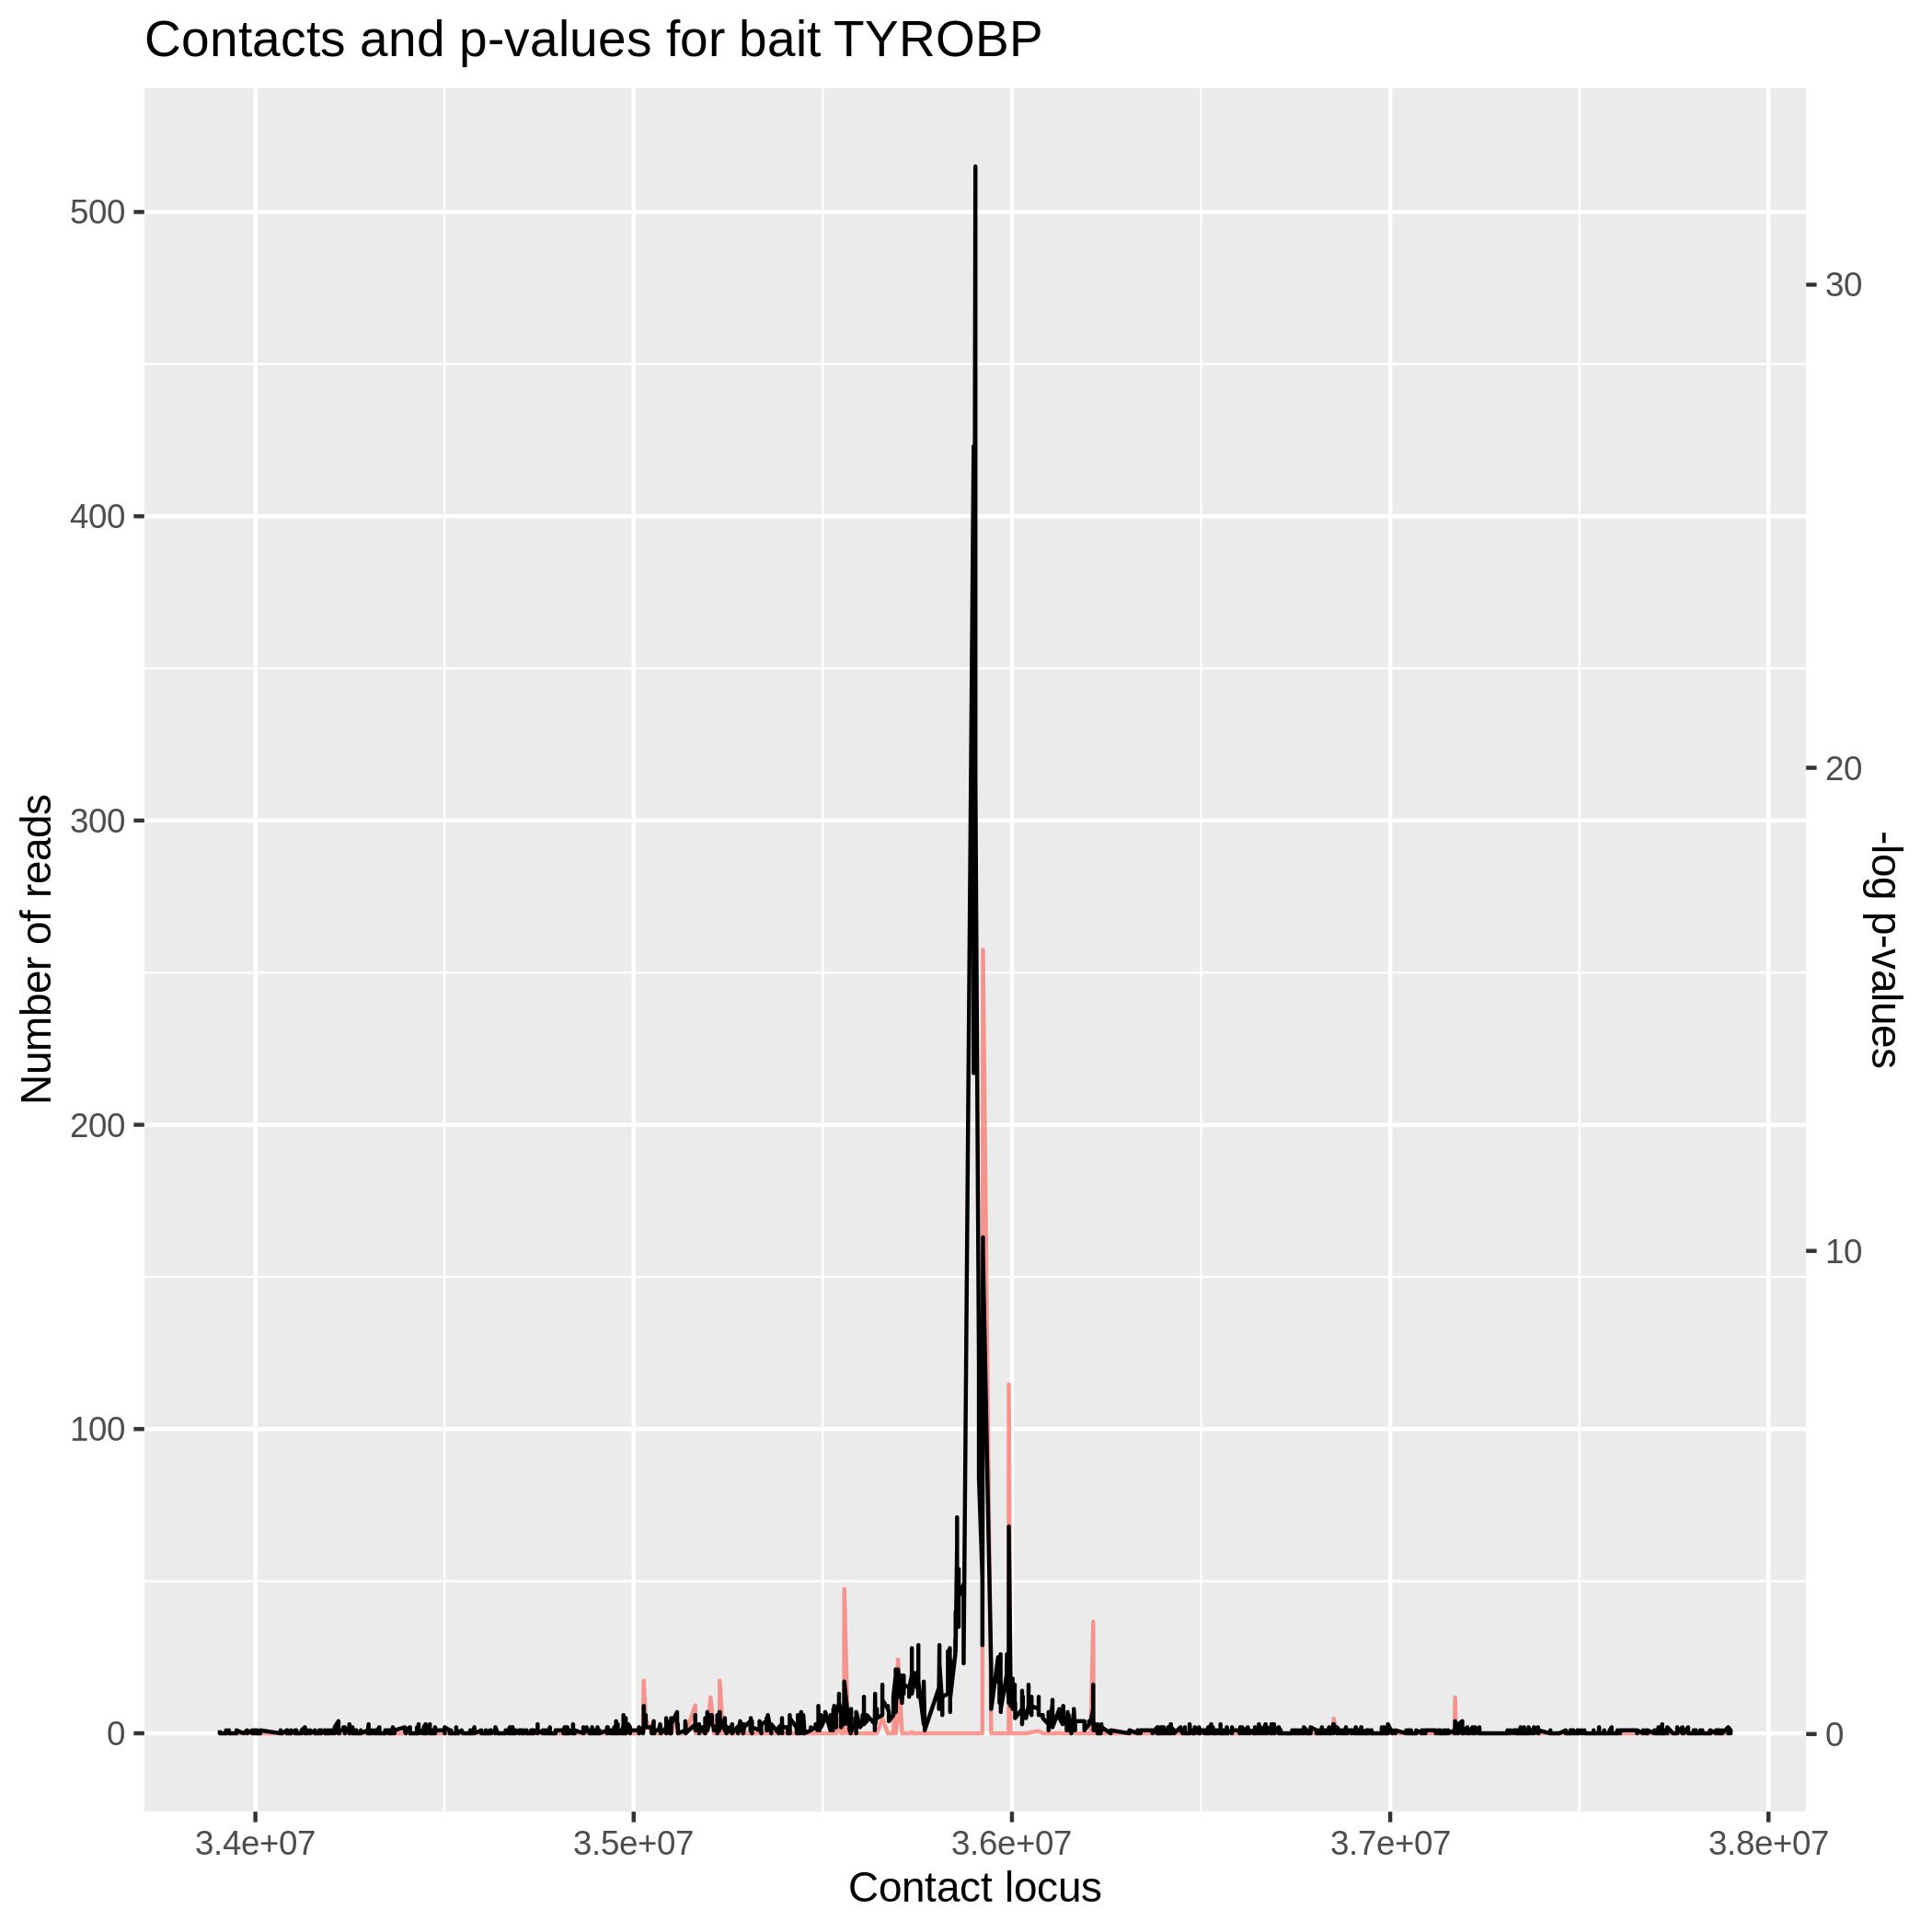 Contacts and p-values for bait TYROBP
500
400
300
200
100
0
Number of reads
30
20
10
0
-log p-values
3.4e+07
3.5e+07
3.6e+07
3.7e+07
3.8e+07
Contact locus